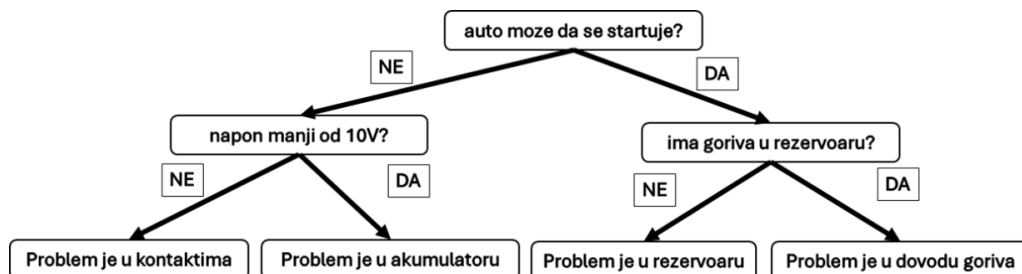 auto moze da se startuje?
NE
DA
napon manji od 10V?
ima goriva u rezervoaru?
NE
DA
NE
DA
Problem je u kontaktima
Problem je u akumulatoru
Problem je u rezervoaru
Problem je u dovodu goriva